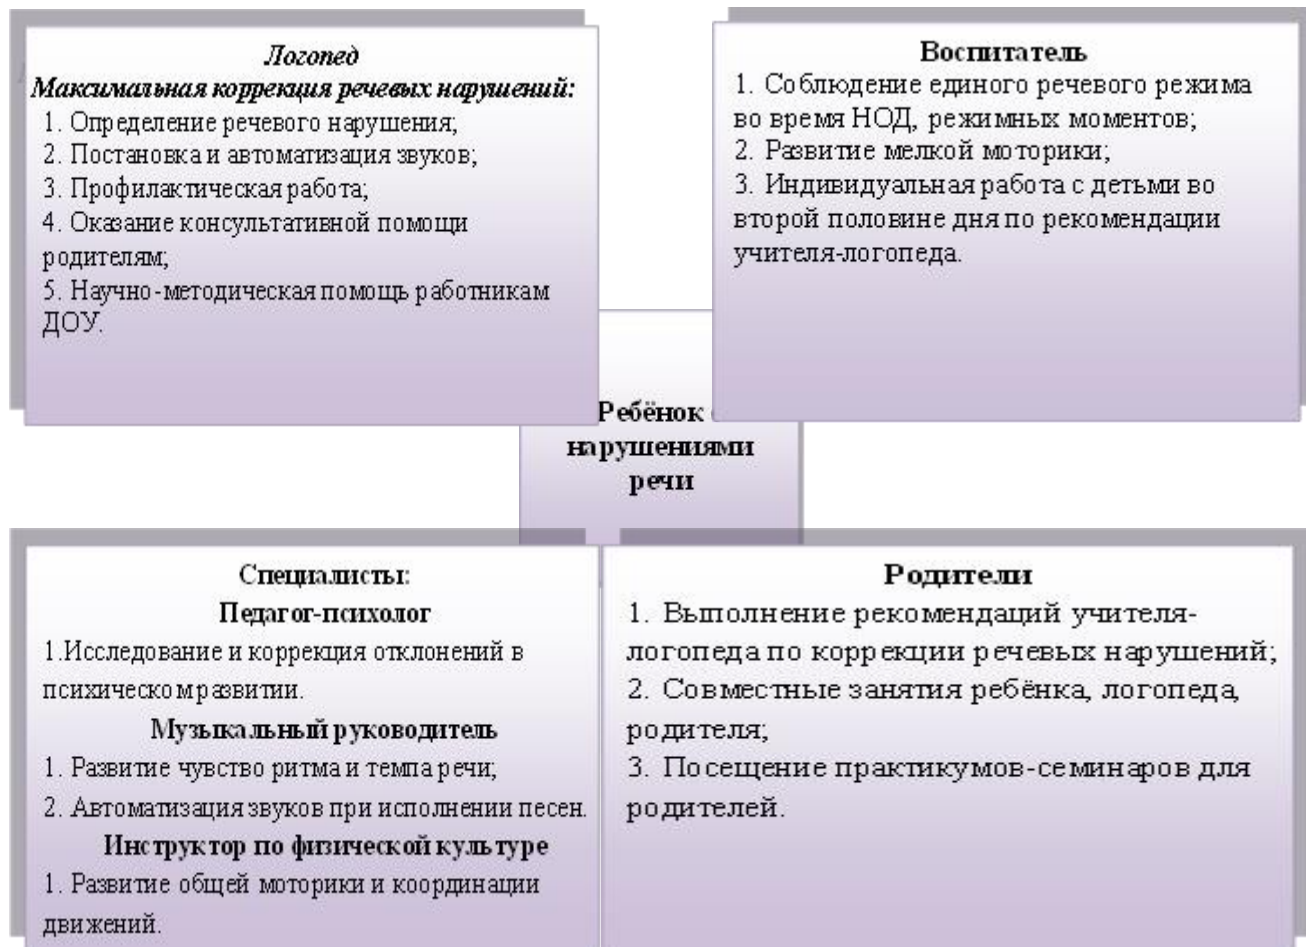 Логопед
Максимальная коррекция речевых нарушений:
1. Определение речевого нарушения;
2. Постановка и автоматизация звуков;
3. Профилактическая работа;
4. Оказание консультативной помощи
родителям;
5. Научно-методическая помощь работникам
ДОУ.
Воспитатель
1. Соблюдение единого речевого режима
во время НОД, режимных моментов;
2. Развитие мелкой моторики;
3. Индивидуальная работа с детьми во
второй половине дня по рекомендации
учителя-логопеда.
Ребёнок
нарушениями
речи
Специалисты:
Педагог-психолог
1.Исследование и коррекция отклонений в
психическом развитии.
Музыкальный руководитель
1. Развитие чувство ритма и темпа речи;
2. Автоматизация звуков при исполнении песен.
Инструктор по физической культуре
1. Развитие общей моторики и координации
движений.
Родители
1. Выполнение рекомендаций учителя-
логопеда по коррекции речевых нарушений;
2. Совместные занятия ребёнка, логопеда,
родителя;
3. Посещение практикумов-семинаров для
родителей.